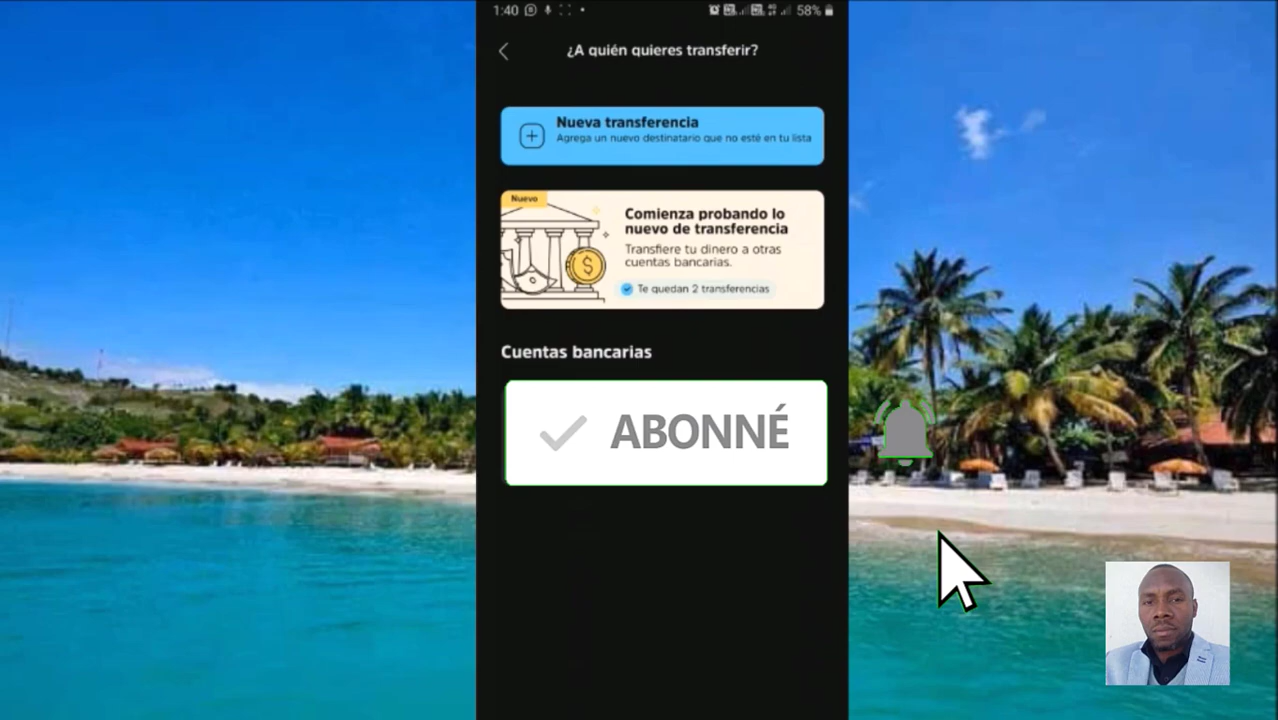 1:40
58%
¿A quién quieres transferir?
Nueva transferencia
Agrega un nuevo destinatario que no esté en tu lista
Nuevo
Comienza probando lo
nuevo de transferencia
Transfiere tu dinero a otras
cuentas bancarias.
Te quedan 2 transferencias
Cuentas bancarias
ABONNÉ